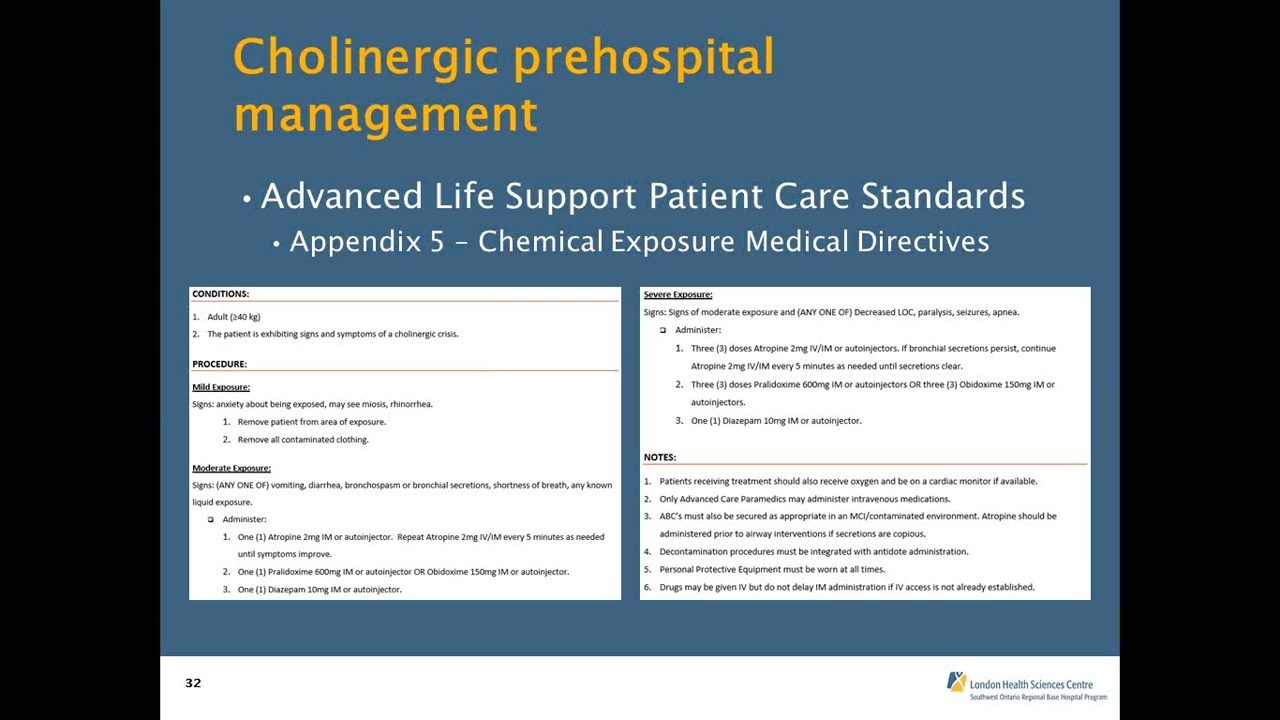 Cholinergic prehospital
management
• Advanced Life Support Patient Care Standards
• Appendix 5 – Chemical Exposure Medical Directives
CONDITIONS:
1. Adult (≥40 kg)
2. The patient is exhibiting signs and symptoms of a cholinergic crisis.
PROCEDURE:
Mild Exposure:
Signs: anxiety about being exposed, may see miosis, rhinorrhea.
1. Remove patient from area of exposure.
2. Remove all contaminated clothing.
Moderate Exposure:
Signs: (ANY ONE OF) vomiting, diarrhea, bronchospasm or bronchial secretions, shortness of breath, any known
liquid exposure.
❑ Administer:
1. One (1) Atropine 2mg IM or autoinjector. Repeat Atropine 2mg IV/IM every 5 minutes as needed
until symptoms improve.
2. One (1) Pralidoxime 600mg IM or autoinjector OR Obidoxime 150mg IM or autoinjector.
3. One (1) Diazepam 10mg IM or autoinjector.
Severe Exposure:
Signs: Signs of moderate exposure and (ANY ONE OF) Decreased LOC, paralysis, seizures, apnea.
❑ Administer:
1. Three (3) doses Atropine 2mg IV/IM or autoinjectors. If bronchial secretions persist, continue
Atropine 2mg IV/IM every 5 minutes as needed until secretions clear.
2. Three (3) doses Pralidoxime 600mg IM or autoinjectors OR three (3) Obidoxime 150mg IM or
autoinjectors.
3. One (1) Diazepam 10mg IM or autoinjector.
NOTES:
1. Patients receiving treatment should also receive oxygen and be on a cardiac monitor if available.
2. Only Advanced Care Paramedics may administer intravenous medications.
3. ABC's must also be secured as appropriate in an MCI/contaminated environment. Atropine should be
administered prior to airway interventions if secretions are copious.
4. Decontamination procedures must be integrated with antidote administration.
5. Personal Protective Equipment must be worn at all times.
6. Drugs may be given IV but do not delay IM administration if IV access is not already established.
32
London Health Sciences Centre
Southwest Ontario Regional Base Hospital Program